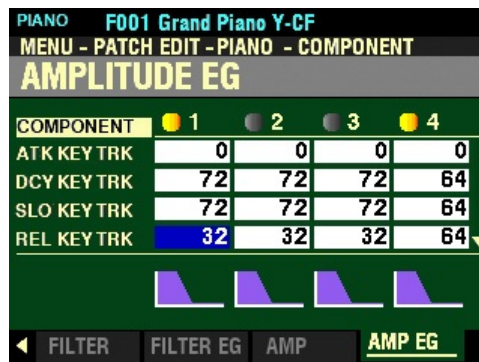 PIANO F001 Grand Piano Y-CF
MENU - PATCH EDIT -PIANO - COMPONENT
AMPLITUDE EG
COMPONENT 1 2 3 4
ATK KEY TRK 0 0 0 0
DCY KEY TRK 72 72 72 64
SLO KEY TRK 72 72 72 64
REL KEY TRK 32 32 32 64
FILTER FILTER EG AMP AMP EG